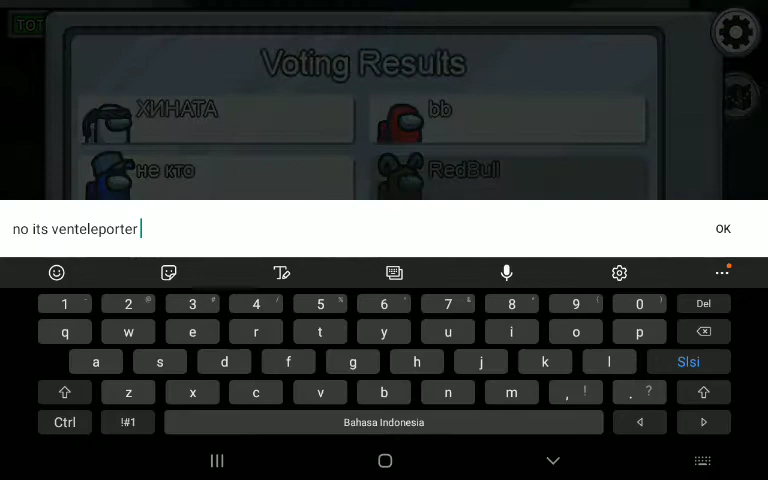 TOT
Voting Results
ХИНАТА
bb
не кто
RedBull
no its venteleporter
OK
1 - 2 @ 3 # 4 / 5 % 6 ^ 7 & 8 * 9 ( 0 ) Del
q w e r t y u i o p
a s d f g h j k l Slsi
z x c v b n m , ! . ?
Ctrl !#1 Bahasa Indonesia